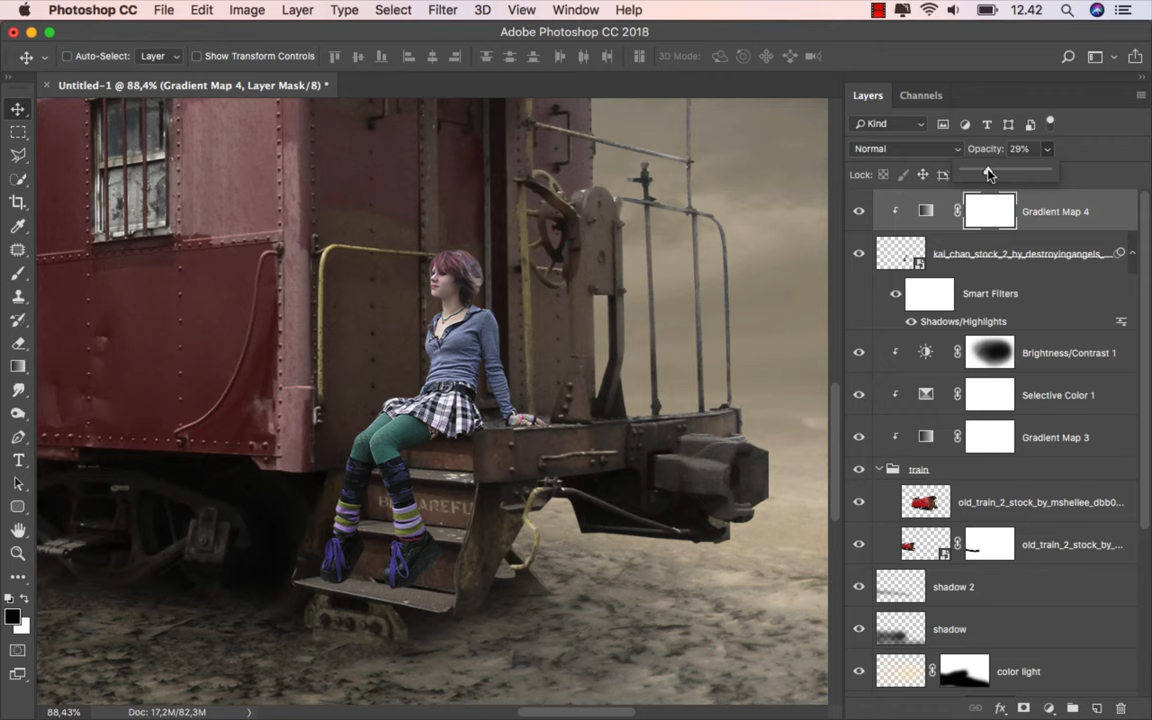 Photoshop CC File Edit Image Layer Type Select Filter 3D View Window Help 12.42
Adobe Photoshop CC 2018
Auto-Select: Layer Show Transform Controls 3D Mode:
× Untitled-1 @ 88,4% (Gradient Map 4, Layer Mask/8) *
Layers Channels
Kind
Normal Opacity: 29%
Lock:
Gradient Map 4
kai_chan_stock_2_by_destroyingangels_...
Smart Filters
Shadows/Highlights
Brightness/Contrast 1
Selective Color 1
Gradient Map 3
train
old_train_2_stock_by_mshellee_dbb0...
old_train_2_stock_by_...
shadow 2
shadow
color light
88,43% Doc: 17,2M/82,3M